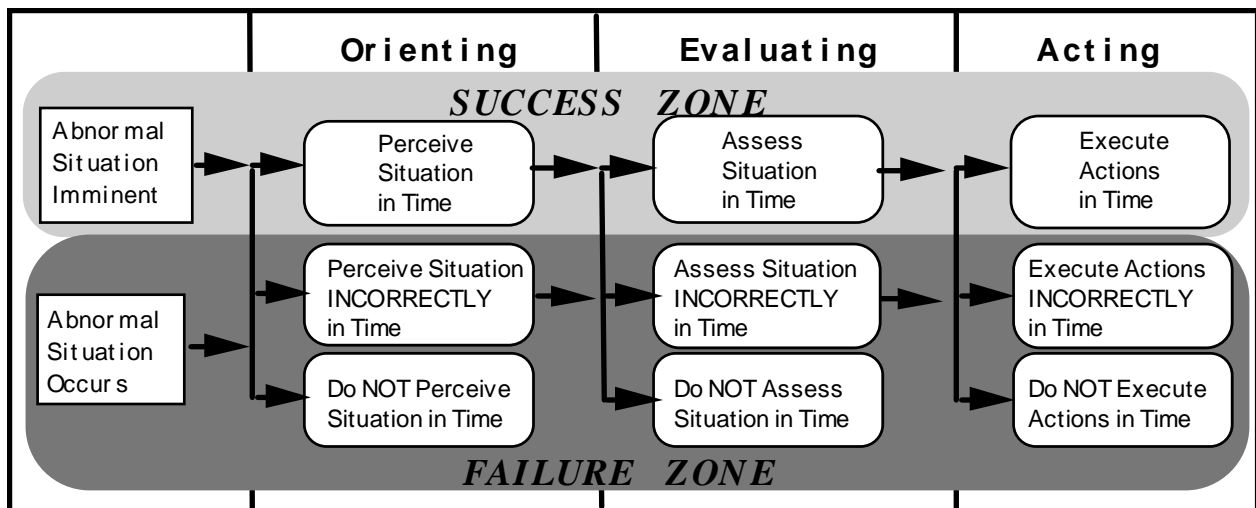 Orienting
Evaluating
Acting
SUCCESS ZONE
Abnormal
Situation
Imminent
Perceive
Situation
in Time
Assess
Situation
in Time
Execute
Actions
in Time
Abnormal
Situation
Occurs
Perceive Situation
INCORRECTLY
in Time
Assess Situation
INCORRECTLY
in Time
Execute Actions
INCORRECTLY
in Time
Do NOT Perceive
Situation in Time
Do NOT Assess
Situation in Time
Do NOT Execute
Actions in Time
FAILURE ZONE